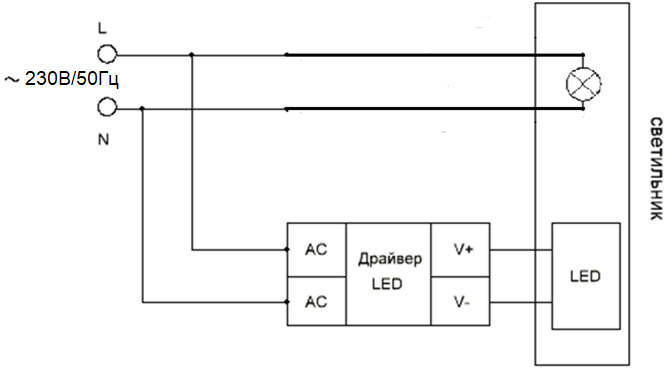 L
~ 230В/50Гц
N
светильник
AC
Драйвер
LED
V+
AC
V-
LED